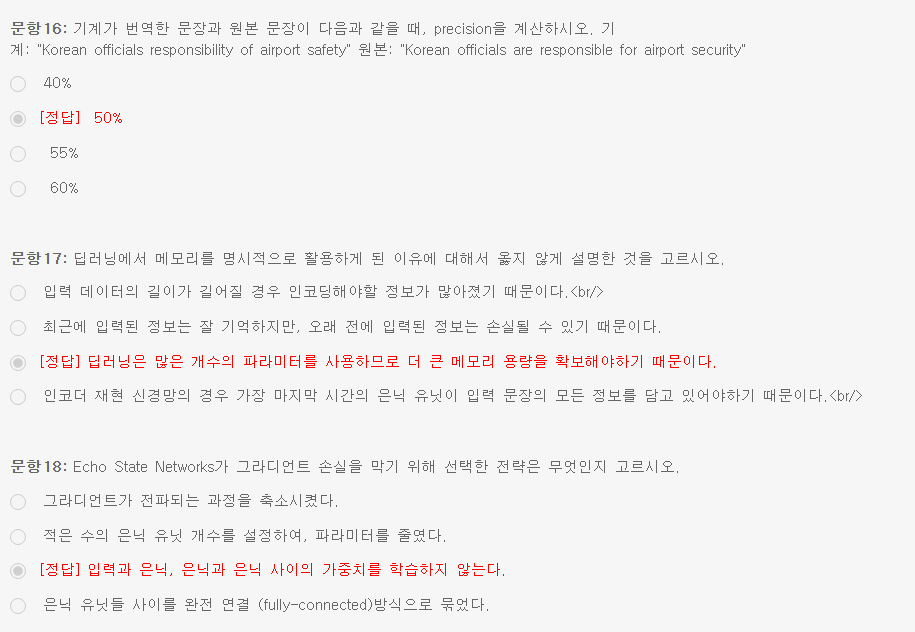 문항16: 기계가 번역한 문장과 원본 문장이 다음과 같을 때, precision을 계산하시오. 기
계: "Korean officials responsibility of airport safety" 원본: "Korean officials are responsible for airport security"
40%
[정답] 50%
55%
60%
문항17: 딥러닝에서 메모리를 명시적으로 활용하게 된 이유에 대해서 옳지 않게 설명한 것을 고르시오.
입력 데이터의 길이가 길어질 경우 인코딩해야할 정보가 많아졌기 때문이다.<br/>
최근에 입력된 정보는 잘 기억하지만, 오래 전에 입력된 정보는 손실될 수 있기 때문이다.
[정답] 딥러닝은 많은 개수의 파라미터를 사용하므로 더 큰 메모리 용량을 확보해야하기 때문이다.
인코더 재현 신경망의 경우 가장 마지막 시간의 은닉 유닛이 입력 문장의 모든 정보를 담고 있어야하기 때문이다.<br/>
문항18: Echo State Networks가 그라디언트 손실을 막기 위해 선택한 전략은 무엇인지 고르시오.
그라디언트가 전파되는 과정을 축소시켰다.
적은 수의 은닉 유닛 개수를 설정하여, 파라미터를 줄였다.
[정답] 입력과 은닉, 은닉과 은닉 사이의 가중치를 학습하지 않는다.
은닉 유닛들 사이를 완전 연결 (fully-connected)방식으로 묶었다.